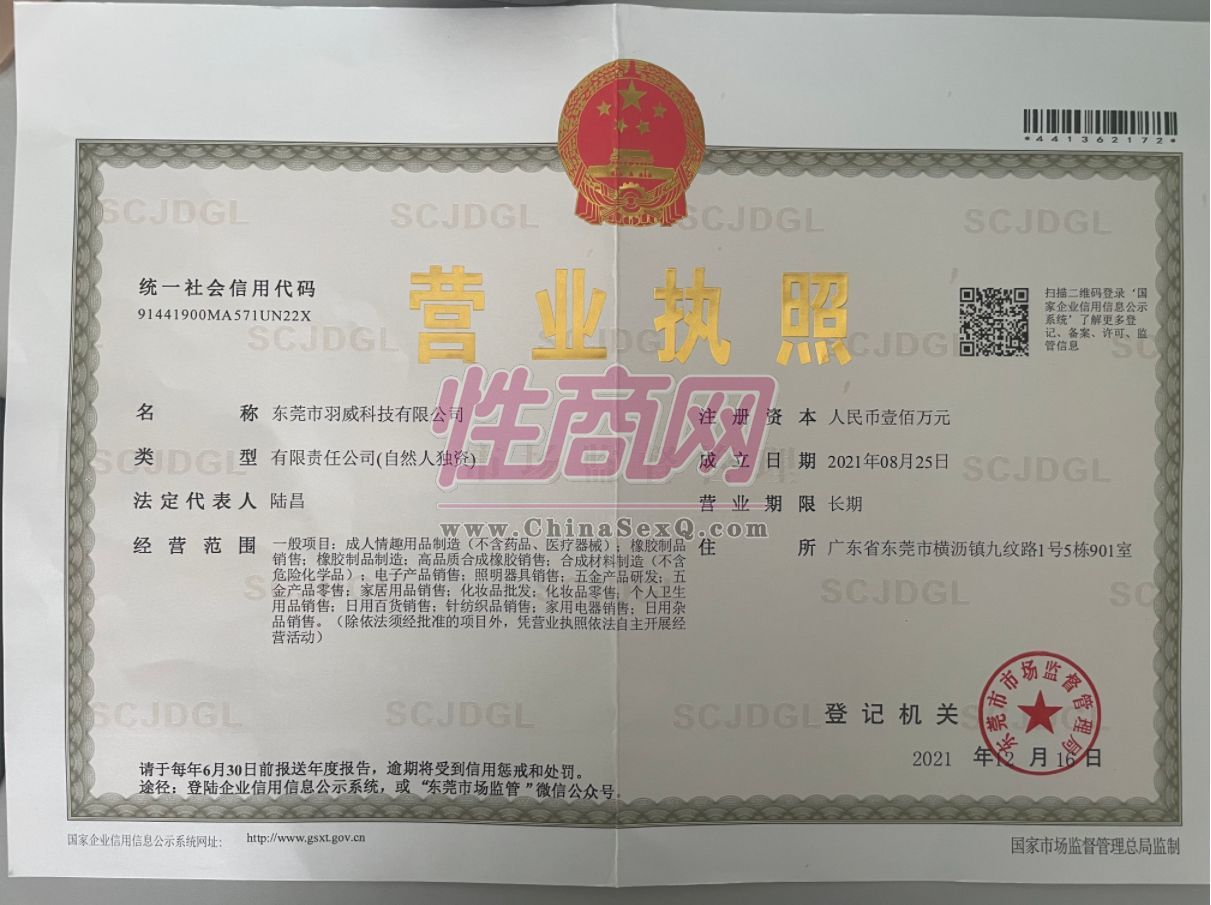 *441362172*
统一社会信用代码
91441900MA571UN22X
营业执照
扫描二维码登录‘国
家企业信用信息公示
系统’了解更多登
记、备案、许可、监
管信息
名称 东莞市羽威科技有限公司
类型 有限责任公司(自然人独资)
法定代表人 陆昌
经营范围 一般项目：成人情趣用品制造（不含药品、医疗器械）；橡胶制品
销售；橡胶制品制造；高品质合成橡胶销售；合成材料制造（不含
危险化学品）；电子产品销售；照明器具销售；五金产品研发；五
金产品零售；家居用品销售；化妆品批发；化妆品零售；个人卫生
用品销售；日用百货销售；针纺织品销售；家用电器销售；日用杂
品销售。（除依法须经批准的项目外，凭营业执照依法自主开展经
营活动）
注册资本 人民币壹佰万元
成立日期 2021年08月25日
营业期限 长期
住所 广东省东莞市横沥镇九纹路1号5栋901室
性商网
www.ChinaSexQ.com
SCJDGL SCJDGL SCJDGL SCJDGL
登记机关
东莞市市场监督管理局
2021 年12 月16日
请于每年6月30日前报送年度报告，逾期将受到信用惩戒和处罚。
途径：登陆企业信用信息公示系统，或“东莞市场监管”微信公众号。
国家企业信用信息公示系统网址： http://www.gsxt.gov.cn
国家市场监督管理总局监制